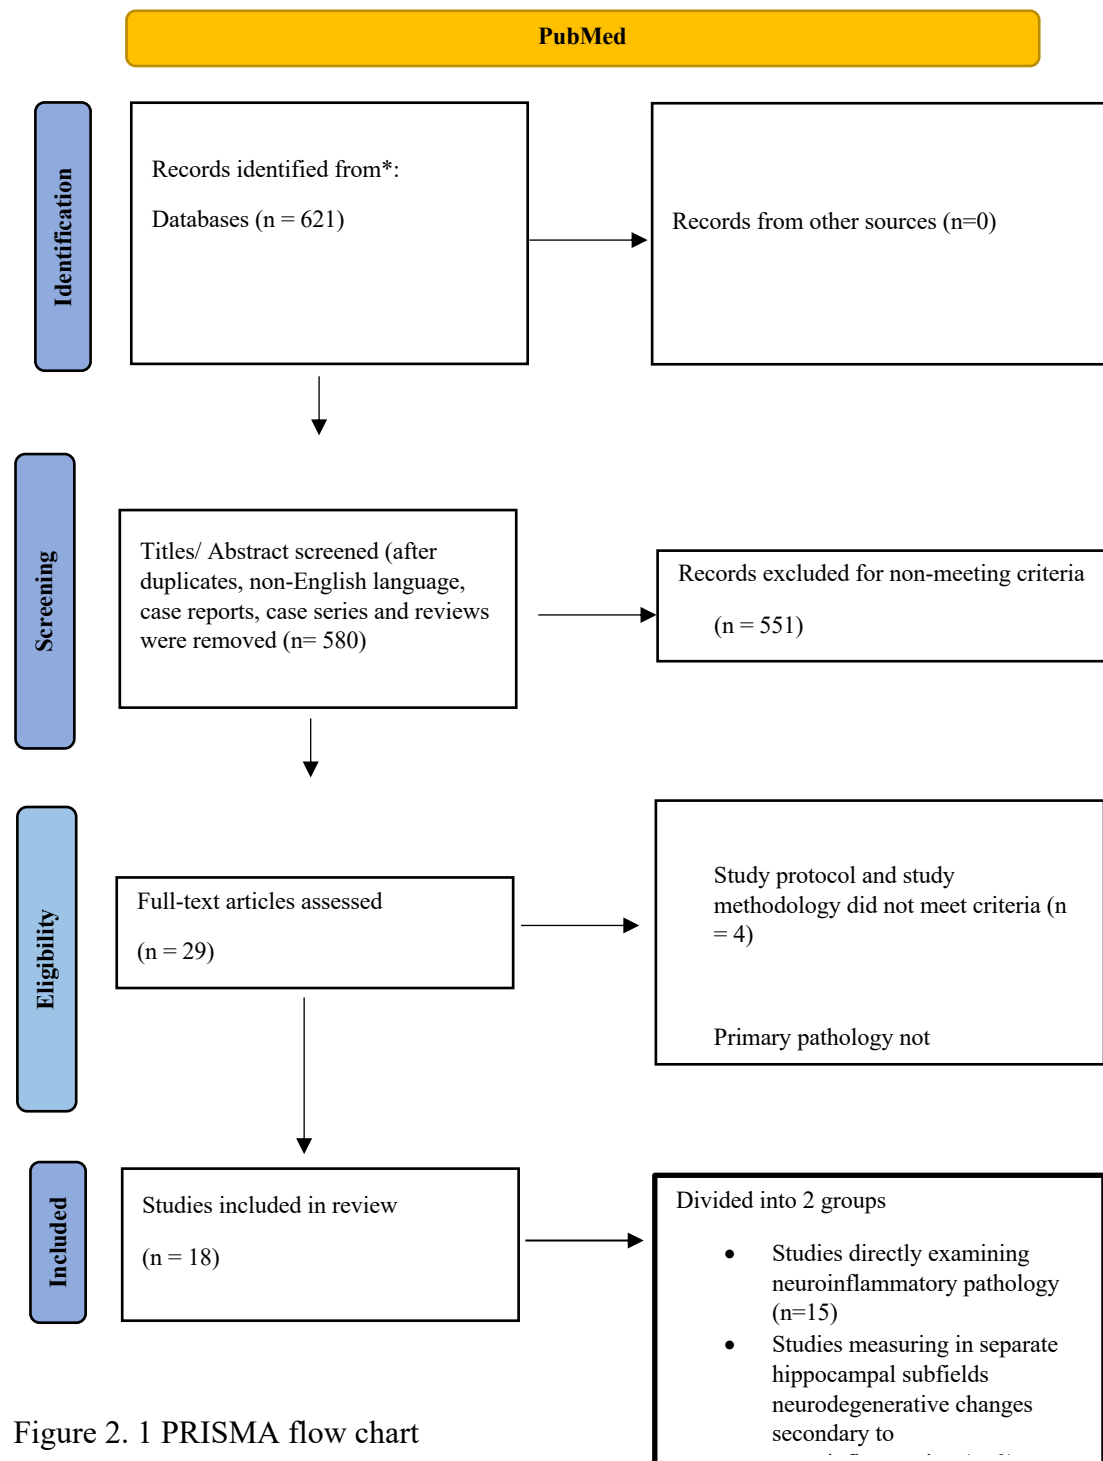 PubMed
Identification
Records identified from*:
Databases (n = 621)
Records from other sources (n=0)
Screening
Titles/ Abstract screened (after
duplicates, non-English language,
case reports, case series and reviews
were removed (n= 580)
Records excluded for non-meeting criteria
(n = 551)
Eligibility
Full-text articles assessed
(n = 29)
Study protocol and study
methodology did not meet criteria (n
= 4)
Primary pathology not
Included
Studies included in review
(n = 18)
Divided into 2 groups
• Studies directly examining
neuroinflammatory pathology
(n=15)
• Studies measuring in separate
hippocampal subfields
neurodegenerative changes
secondary to
Figure 2. 1 PRISMA flow chart